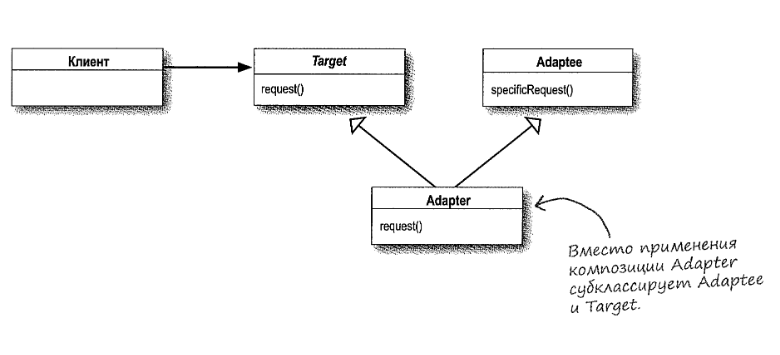 Клиент
Target
request()
Adaptee
specificRequest()
Adapter
request()
Вместо применения
композиции Adapter
субклассирует Adaptee
и Target.